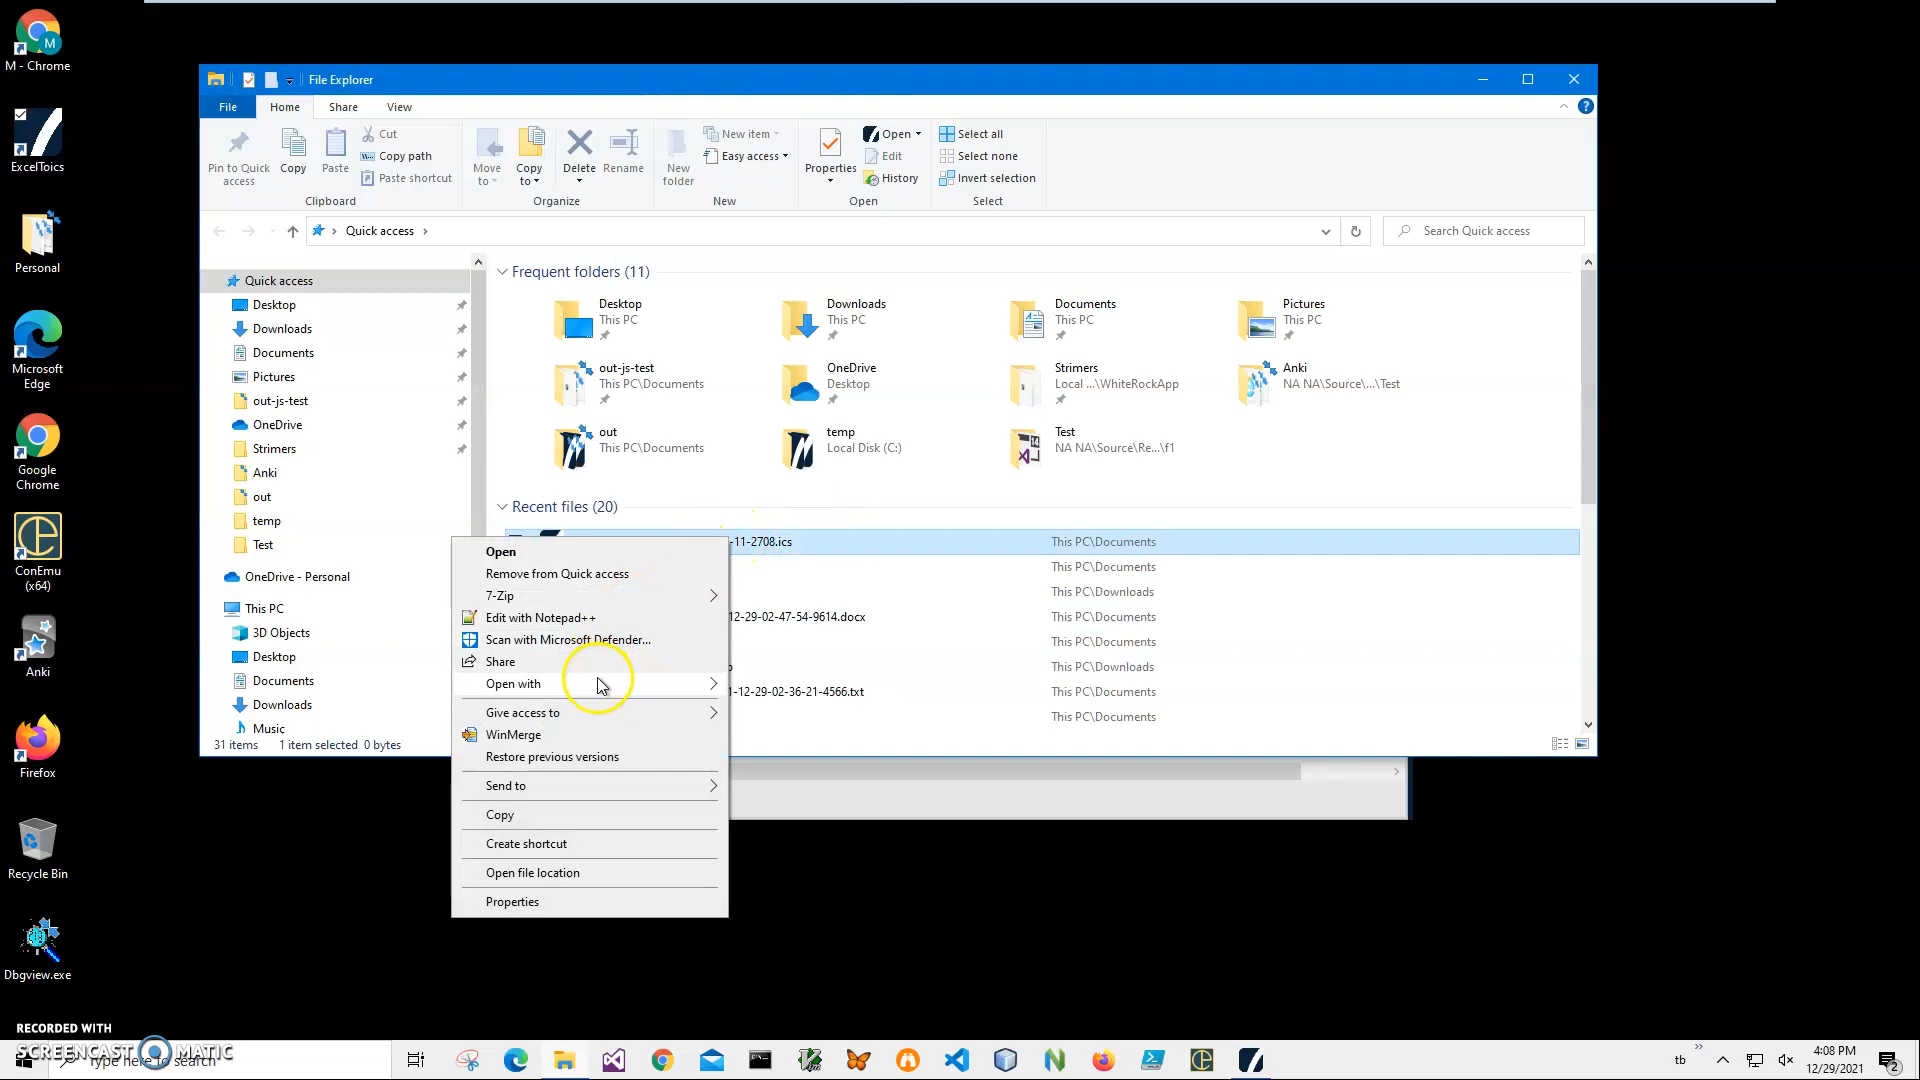 M - Chrome
ExcelToics
Personal
Microsoft
Edge
Google
Chrome
ConEmu
(x64)
Anki
Firefox
Recycle Bin
Dbgview.exe
File Explorer
File
Home
Share
View
Pin to Quick
access
Copy
Paste
Cut
Copy path
Paste shortcut
Clipboard
Move
to
Copy
to
Delete
Rename
Organize
New
folder
New item
Easy access
New
Properties
Open
Edit
History
Open
Select all
Select none
Invert selection
Select
Quick access
Search Quick access
Quick access
Desktop
Downloads
Documents
Pictures
out-js-test
OneDrive
Strimers
Anki
out
temp
Test
OneDrive - Personal
This PC
3D Objects
Desktop
Documents
Downloads
Music
31 items
1 item selected 0 bytes
Frequent folders (11)
Desktop
This PC
Downloads
This PC
Documents
This PC
Pictures
This PC
out-js-test
This PC\Documents
OneDrive
Desktop
Strimers
Local ...\WhiteRockApp
Anki
NA NA\Source\...\Test
out
This PC\Documents
temp
Local Disk (C:)
Test
NA NA\Source\Re...\f1
Recent files (20)
-11-2708.ics
This PC\Documents
This PC\Documents
This PC\Downloads
12-29-02-47-54-9614.docx
This PC\Documents
This PC\Documents
This PC\Downloads
1-12-29-02-36-21-4566.txt
This PC\Documents
This PC\Documents
Open
Remove from Quick access
7-Zip
Edit with Notepad++
Scan with Microsoft Defender...
Share
Open with
Give access to
WinMerge
Restore previous versions
Send to
Copy
Create shortcut
Open file location
Properties
RECORDED WITH
SCREENCAST MATIC
Type here to search
tb
4:08 PM
12/29/2021
2